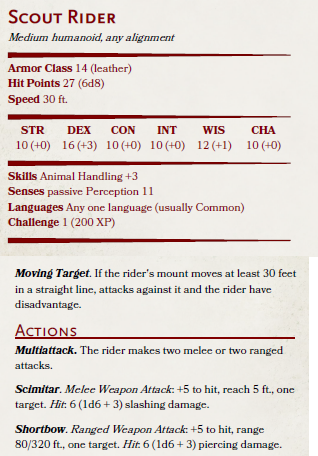 Scout Rider
Medium humanoid, any alignment
Armor Class 14 (leather)
Hit Points 27 (6d8)
Speed 30 ft.
STR DEX CON INT WIS CHA
10 (+0) 16 (+3) 10 (+0) 10 (+0) 12 (+1) 10 (+0)
Skills Animal Handling +3
Senses passive Perception 11
Languages Any one language (usually Common)
Challenge 1 (200 XP)
Moving Target. If the rider's mount moves at least 30 feet
in a straight line, attacks against it and the rider have
disadvantage.
Actions
Multiattack. The rider makes two melee or two ranged
attacks.
Scimitar. Melee Weapon Attack: +5 to hit, reach 5 ft., one
target. Hit: 6 (1d6 + 3) slashing damage.
Shortbow. Ranged Weapon Attack: +5 to hit, range
80/320 ft., one target. Hit: 6 (1d6 + 3) piercing damage.